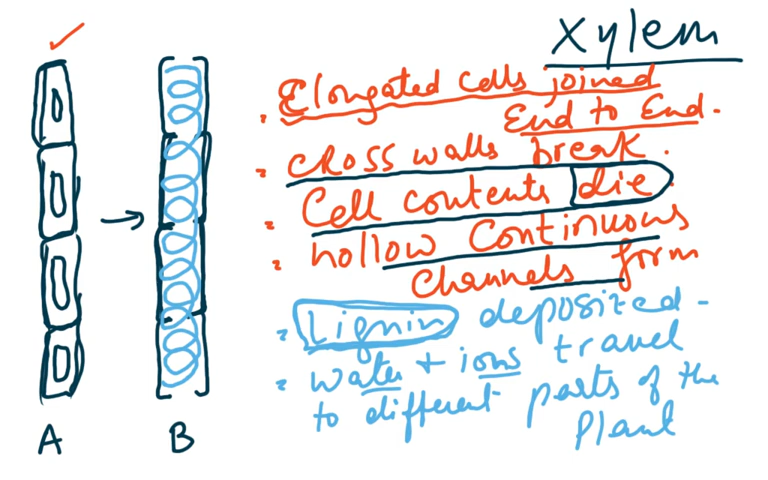 Xylem
• Elongated cells joined
End to End.
• Cross walls break.
• Cell contents die
• hollow Continuous
Channels form
• Lignin deposited-
• Water + ions travel
to different parts of the
Plant
A
B